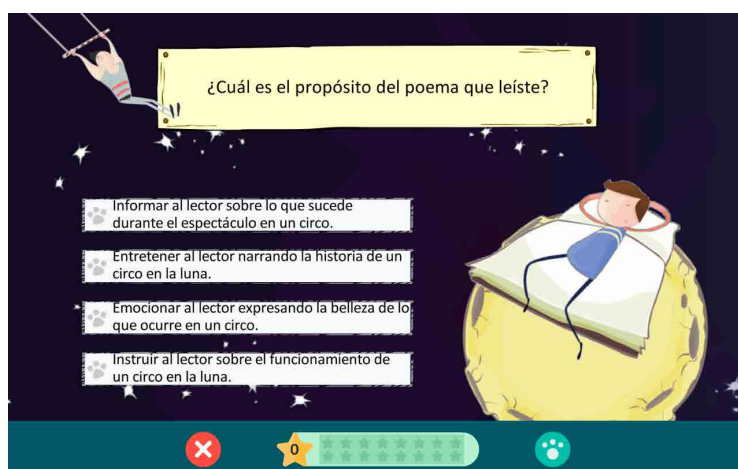 ¿Cuál es el propósito del poema que leíste?
Informar al lector sobre lo que sucede
durante el espectáculo en un circo.
Entretener al lector narrando la historia de un
circo en la luna.
Emocionar al lector expresando la belleza de lo
que ocurre en un circo.
Instruir al lector sobre el funcionamiento de
un circo en la luna.
0